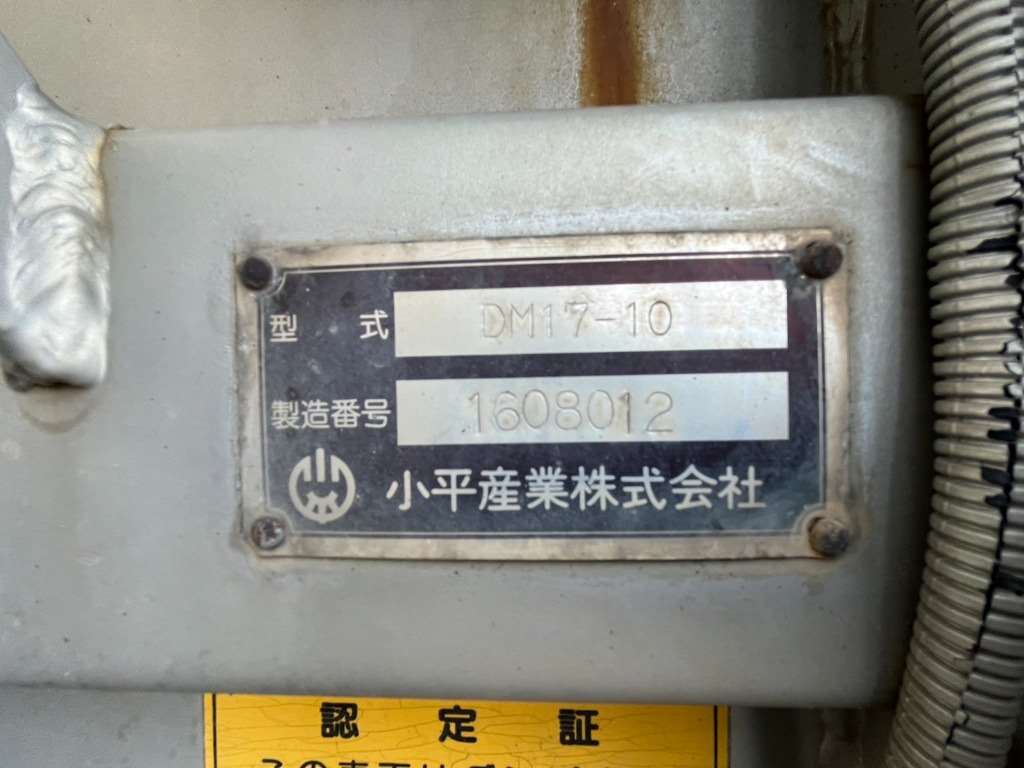 型 式 DM17-10
製造番号 1608012
小平産業株式会社
認定証